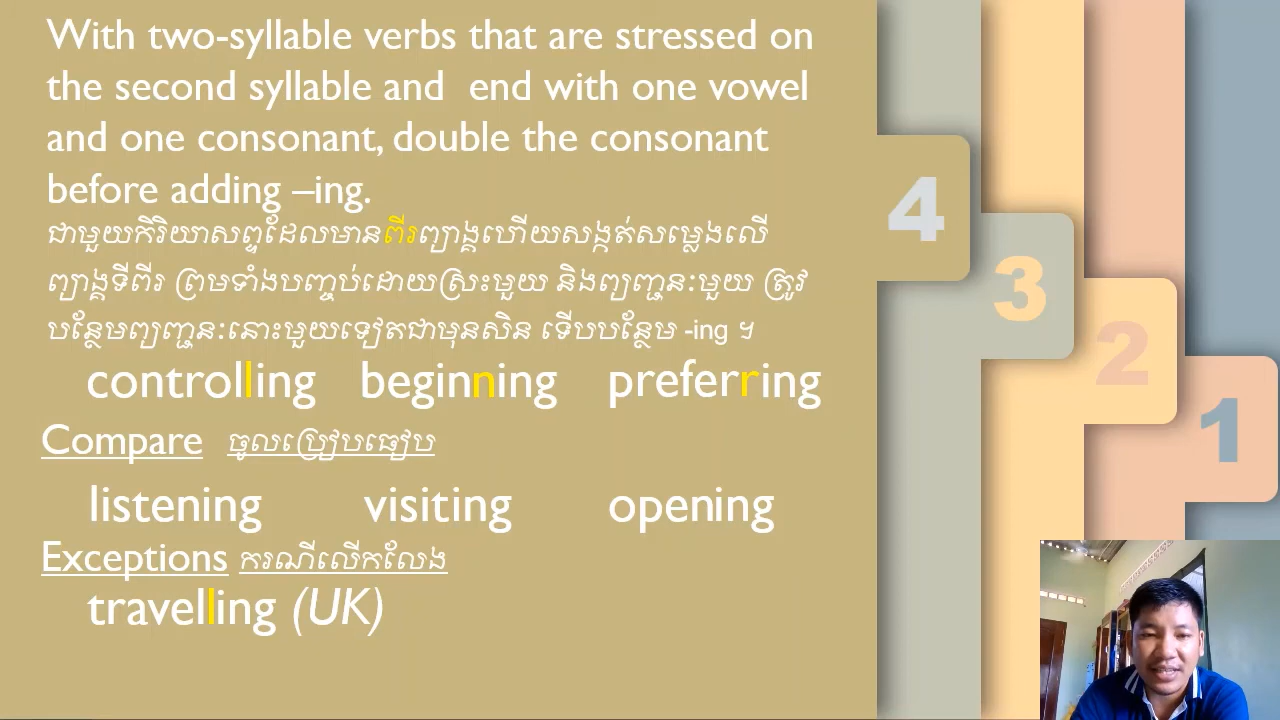 With two-syllable verbs that are stressed on
the second syllable and end with one vowel
and one consonant, double the consonant
before adding –ing.
ជាមួយកិរិយាសព្ទដែលមានពីរព្យាង្គហើយសង្កត់សម្លេងលើ
ព្យាង្គទីពីរ ព្រមទាំងបញ្ចប់ដោយស្រះមួយ និងព្យញ្ជនៈមួយ ត្រូវ
បន្ថែមព្យញ្ជនៈនោះមួយទៀតជាមុនសិន ទើបបន្ថែម -ing ។
controlling beginning preferring
Compare ចូលប្រៀបធៀប
listening visiting opening
Exceptions ករណីលើកលែង
travelling (UK)
4
3
2
1